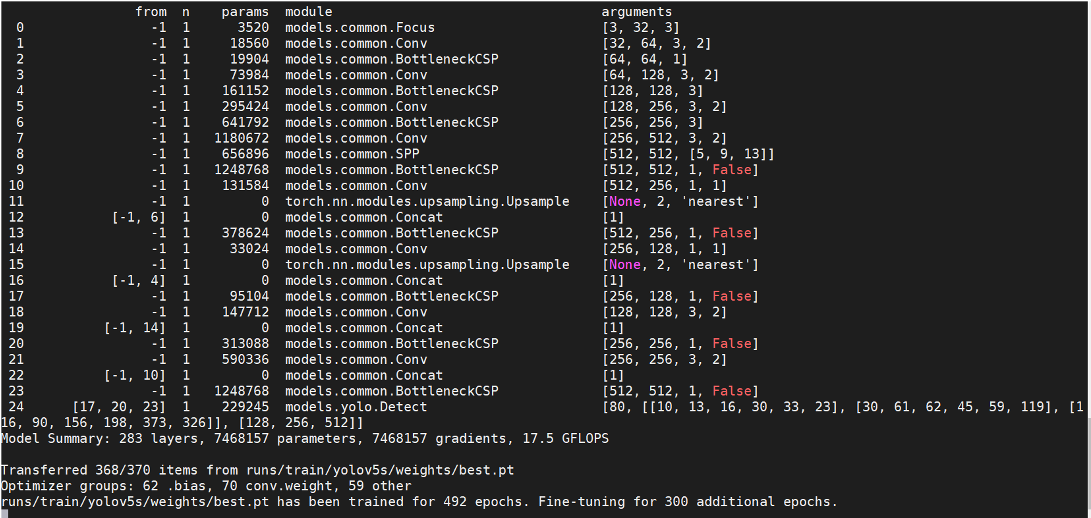 from n params module arguments
0 -1 1 3520 models.common.Focus [3, 32, 3]
1 -1 1 18560 models.common.Conv [32, 64, 3, 2]
2 -1 1 19904 models.common.BottleneckCSP [64, 64, 1]
3 -1 1 73984 models.common.Conv [64, 128, 3, 2]
4 -1 1 161152 models.common.BottleneckCSP [128, 128, 3]
5 -1 1 295424 models.common.Conv [128, 256, 3, 2]
6 -1 1 641792 models.common.BottleneckCSP [256, 256, 3]
7 -1 1 1180672 models.common.Conv [256, 512, 3, 2]
8 -1 1 656896 models.common.SPP [512, 512, [5, 9, 13]]
9 -1 1 1248768 models.common.BottleneckCSP [512, 512, 1, False]
10 -1 1 131584 models.common.Conv [512, 256, 1, 1]
11 -1 1 0 torch.nn.modules.upsampling.Upsample [None, 2, 'nearest']
12 [-1, 6] 1 0 models.common.Concat [1]
13 -1 1 378624 models.common.BottleneckCSP [512, 256, 1, False]
14 -1 1 33024 models.common.Conv [256, 128, 1, 1]
15 -1 1 0 torch.nn.modules.upsampling.Upsample [None, 2, 'nearest']
16 [-1, 4] 1 0 models.common.Concat [1]
17 -1 1 95104 models.common.BottleneckCSP [256, 128, 1, False]
18 -1 1 147712 models.common.Conv [128, 128, 3, 2]
19 [-1, 14] 1 0 models.common.Concat [1]
20 -1 1 313088 models.common.BottleneckCSP [256, 256, 1, False]
21 -1 1 590336 models.common.Conv [256, 256, 3, 2]
22 [-1, 10] 1 0 models.common.Concat [1]
23 -1 1 1248768 models.common.BottleneckCSP [512, 512, 1, False]
24 [17, 20, 23] 1 229245 models.yolo.Detect [80, [[10, 13, 16, 30, 33, 23], [30, 61, 62, 45, 59, 119], [1
16, 90, 156, 198, 373, 326]], [128, 256, 512]]
Model Summary: 283 layers, 7468157 parameters, 7468157 gradients, 17.5 GFLOPS
Transferred 368/370 items from runs/train/yolov5s/weights/best.pt
Optimizer groups: 62 .bias, 70 conv.weight, 59 other
runs/train/yolov5s/weights/best.pt has been trained for 492 epochs. Fine-tuning for 300 additional epochs.